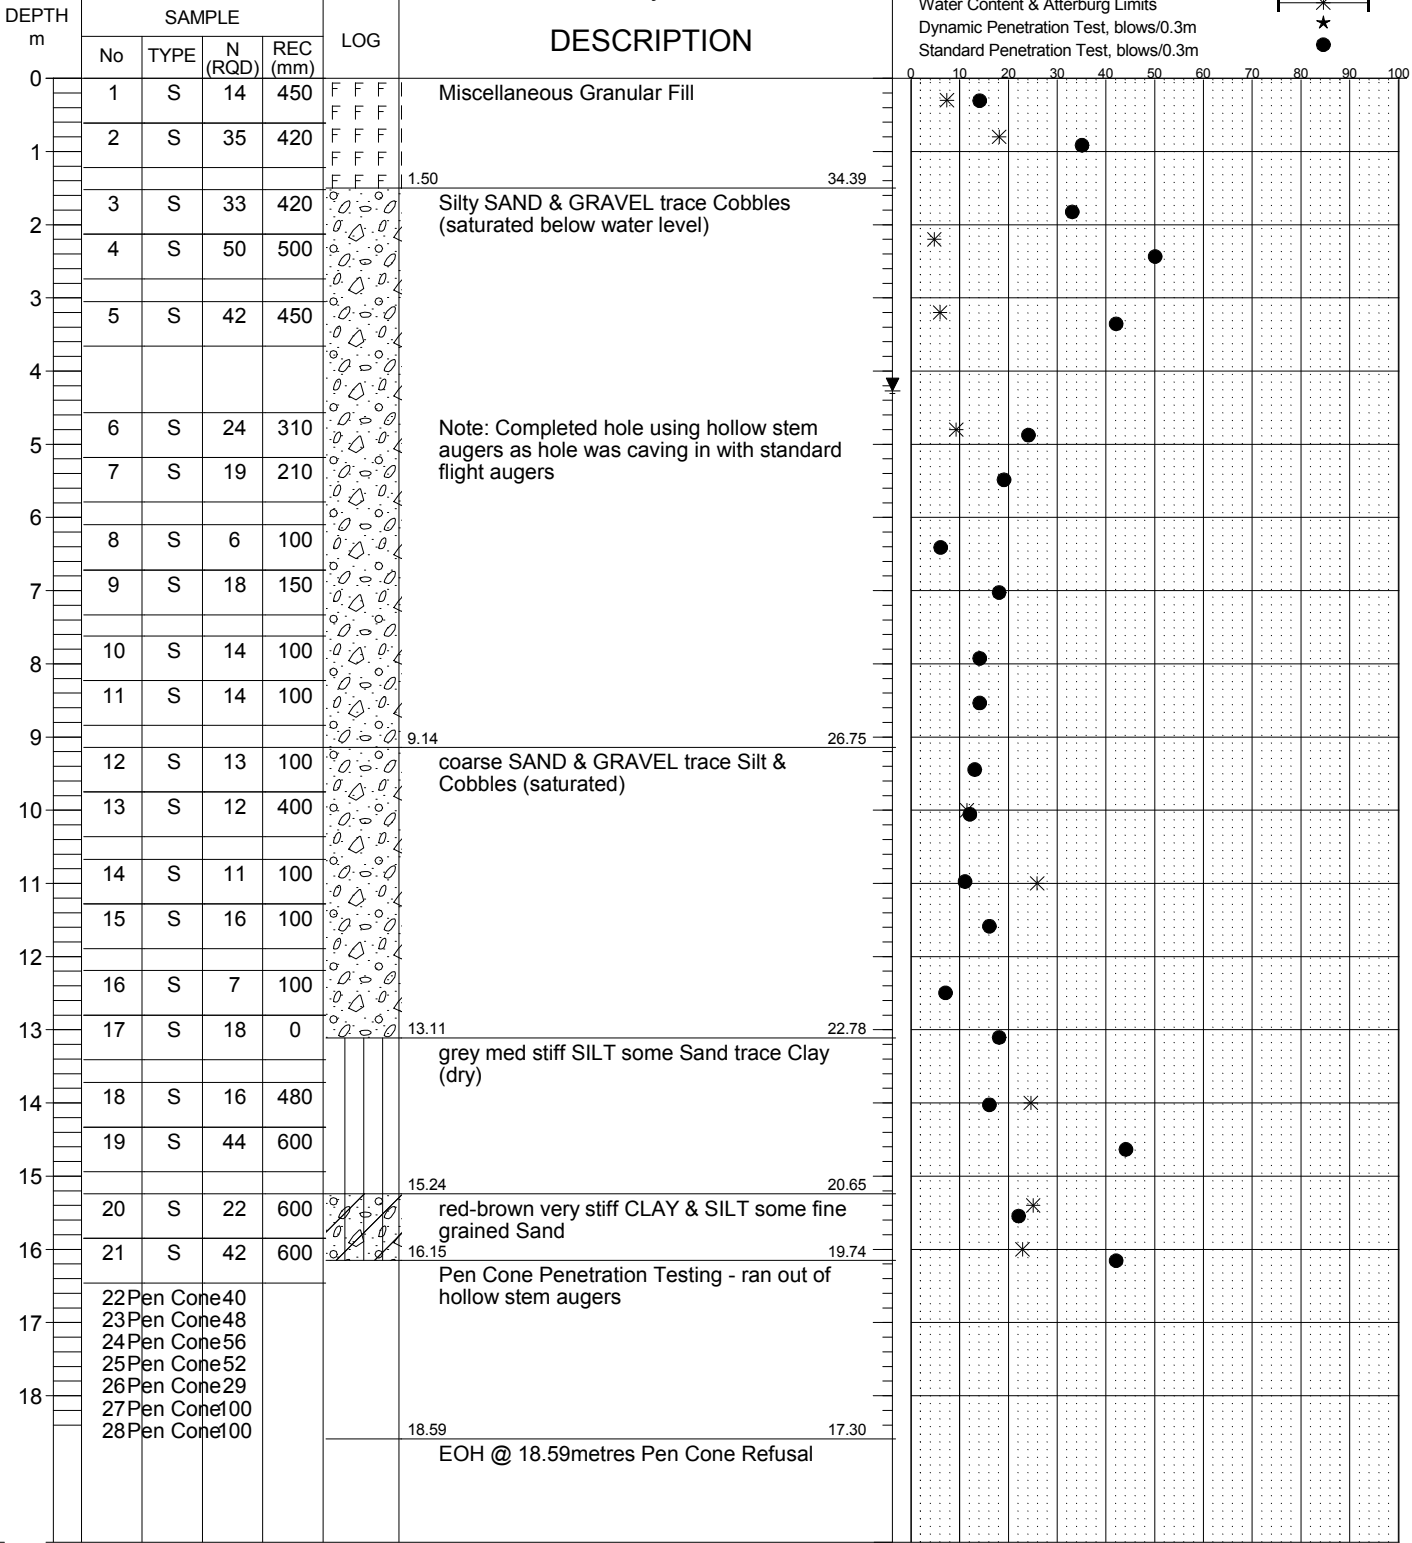 Water Content & Atterburg Limits
Dynamic Penetration Test, blows/0.3m
Standard Penetration Test, blows/0.3m
DEPTH
m
SAMPLE
No TYPE N (RQD) REC (mm)
LOG
DESCRIPTION
0 10 20 30 40 50 60 70 80 90 100
0
1 S 14 450 Miscellaneous Granular Fill
F F F
F F F
2 S 35 420
F F F
F F F
1
F F F
1.50 34.39
3 S 33 420 Silty SAND & GRAVEL trace Cobbles
(saturated below water level)
2
4 S 50 500
3
5 S 42 450
4
6 S 24 310 Note: Completed hole using hollow stem
augers as hole was caving in with standard
5
7 S 19 210 flight augers
6
8 S 6 100
9 S 18 150
7
10 S 14 100
8
11 S 14 100
9
9.14 26.75
12 S 13 100 coarse SAND & GRAVEL trace Silt &
Cobbles (saturated)
13 S 12 400
10
14 S 11 100
11
15 S 16 100
12
16 S 7 100
13
17 S 18 0
13.11 22.78
grey med stiff SILT some Sand trace Clay
(dry)
18 S 16 480
14
19 S 44 600
15
15.24 20.65
20 S 22 600 red-brown very stiff CLAY & SILT some fine
grained Sand
16
21 S 42 600
16.15 19.74
Pen Cone Penetration Testing - ran out of
hollow stem augers
22 Pen Cone 40
23 Pen Cone 48
17
24 Pen Cone 56
25 Pen Cone 52
26 Pen Cone 29
18
27 Pen Cone 100
28 Pen Cone 100
18.59 17.30
EOH @ 18.59metres Pen Cone Refusal